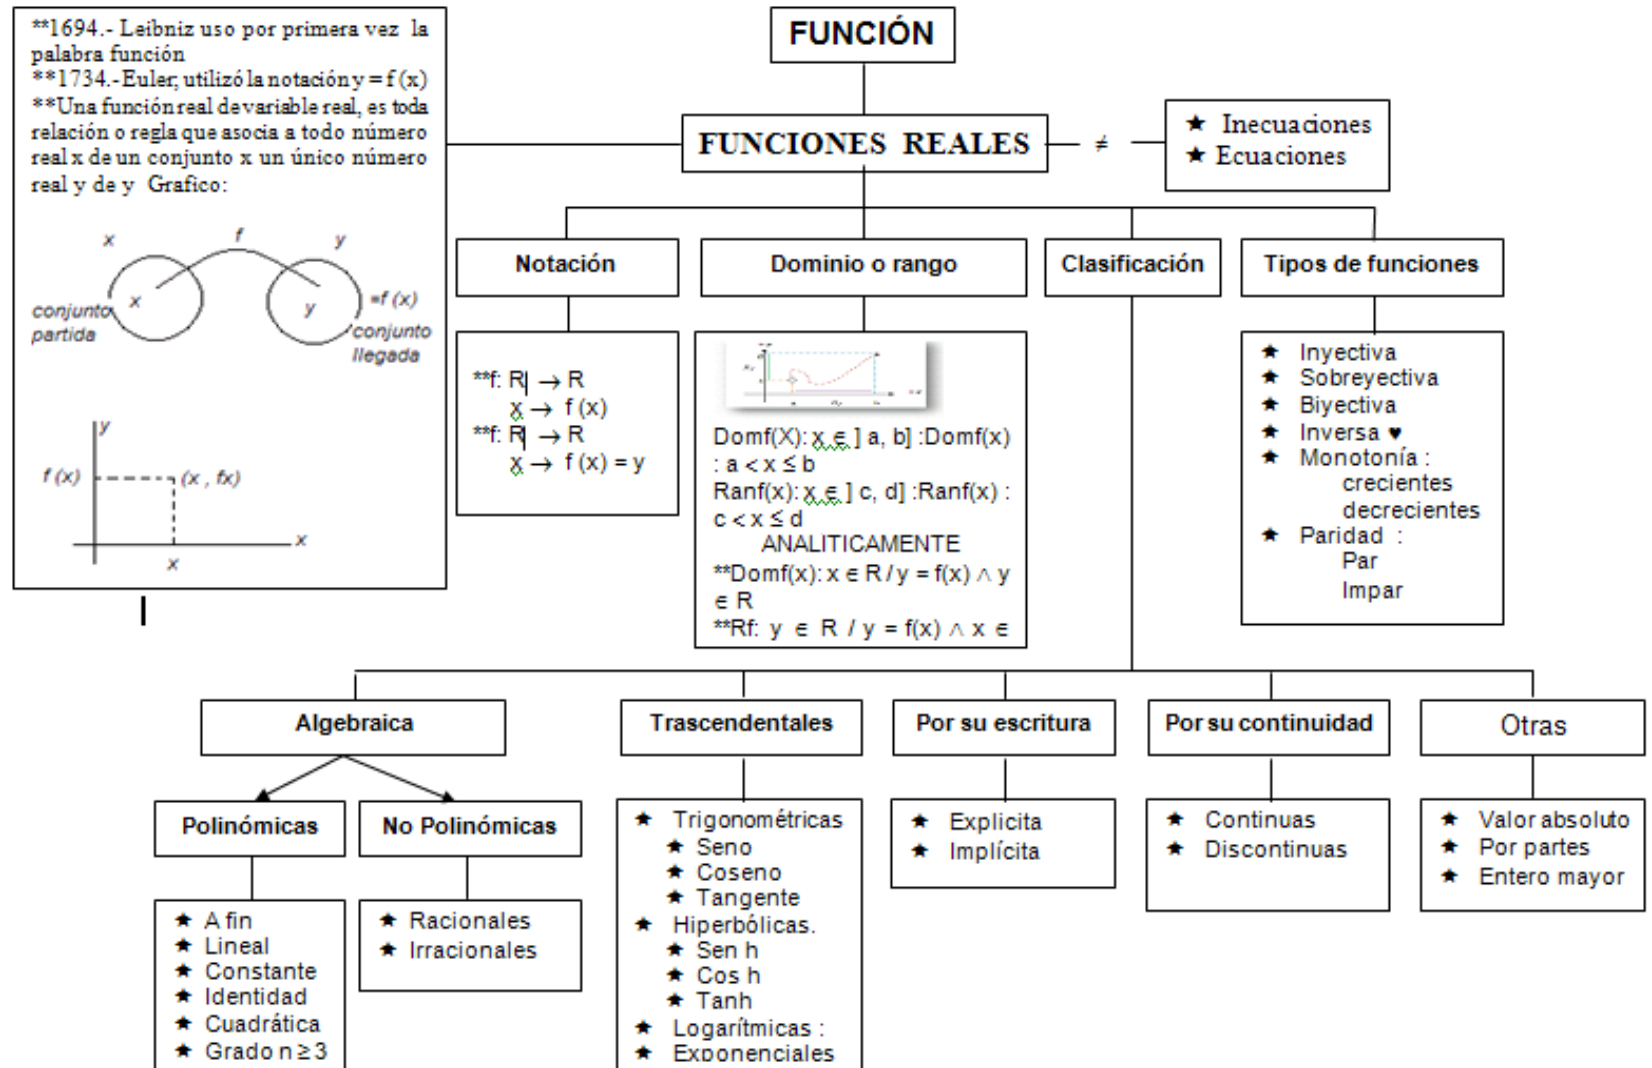 FUNCIÓN
**1694.- Leibniz uso por primera vez la
palabra función
**1734.- Euler, utilizó la notación y = f (x)
**Una función real de variable real, es toda
relación o regla que asocia a todo número
real x de un conjunto x un único número
real y de y Grafico:
x f y
x y =f (x)
conjunto
partida
conjunto
llegada
y
f (x) (x , fx)
x
x
FUNCIONES REALES
≠
★ Inecuaciones
★ Ecuaciones
Notación
**f: R| → R
x → f (x)
**f: R| → R
x → f (x) = y
Dominio o rango
Domf(X): x ∈ ] a, b] :Domf(x)
: a < x ≤ b
Ranf(x): x ∈ ] c, d] :Ranf(x) :
c < x ≤ d
ANALITICAMENTE
**Domf(x): x ∈ R / y = f(x) ∧ y
∈ R
**Rf: y ∈ R / y = f(x) ∧ x ∈
Clasificación
Tipos de funciones
★ Inyectiva
★ Sobreyectiva
★ Biyectiva
★ Inversa ♥
★ Monotonía :
crecientes
decrecientes
★ Paridad :
Par
Impar
Algebraica
Polinómicas
★ A fin
★ Lineal
★ Constante
★ Identidad
★ Cuadrática
★ Grado n ≥ 3
No Polinómicas
★ Racionales
★ Irracionales
Trascendentales
★ Trigonométricas
★ Seno
★ Coseno
★ Tangente
★ Hiperbólicas.
★ Sen h
★ Cos h
★ Tanh
★ Logarítmicas :
★ Exponenciales
Por su escritura
★ Explicita
★ Implícita
Por su continuidad
★ Continuas
★ Discontinuas
Otras
★ Valor absoluto
★ Por partes
★ Entero mayor